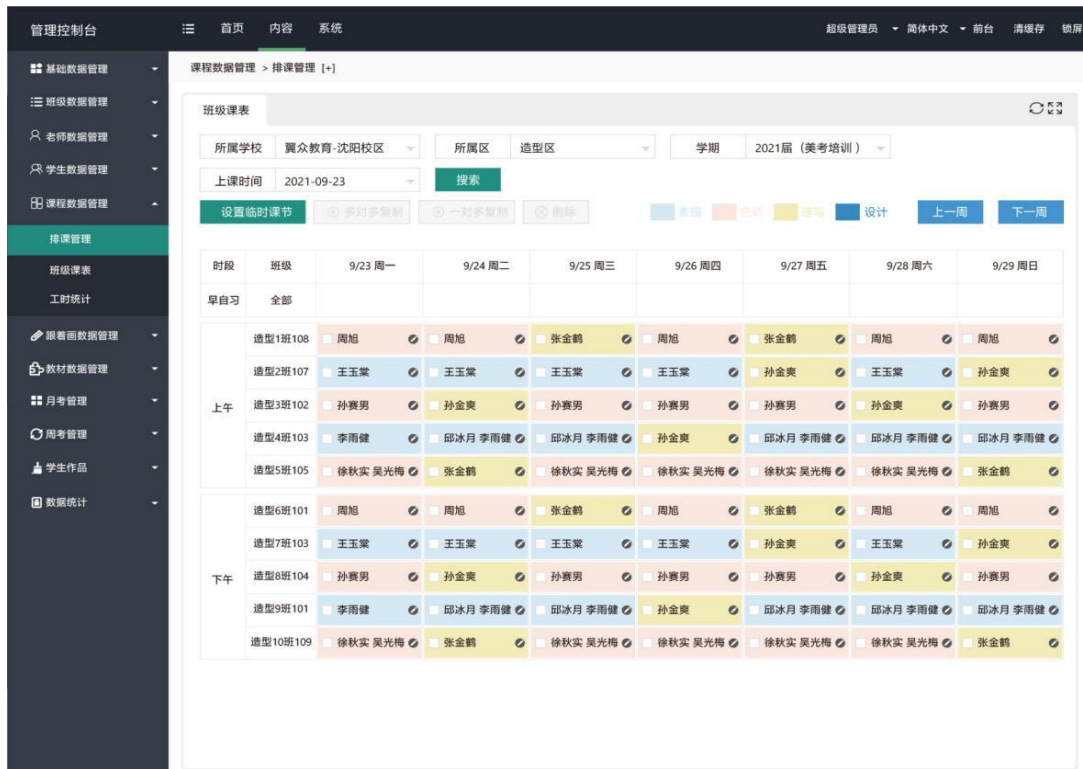 管理控制台 首页 内容 系统 超级管理员 简体中文 前台 清缓存 锁屏
基础数据管理
班级数据管理
老师数据管理
学生数据管理
课程数据管理
排课管理
班级课表
工时统计
跟着画数据管理
教材数据管理
月考管理
周考管理
学生作品
数据统计
课程数据管理 > 排课管理 [+]
班级课表
所属学校 翼众教育-沈阳校区 所属区 造型区 学期 2021届（美考培训）
上课时间 2021-09-23 搜索
设置临时课节 多对多复制 一对多复制 删除 素描 色彩 速写 设计 上一周 下一周
时段 班级 9/23 周一 9/24 周二 9/25 周三 9/26 周四 9/27 周五 9/28 周六 9/29 周日
早自习 全部
上午
造型1班108 周旭 周旭 张金鹤 周旭 张金鹤 周旭 周旭
造型2班107 王玉棠 王玉棠 王玉棠 王玉棠 孙金爽 王玉棠 孙金爽
造型3班102 孙赛男 孙金爽 孙赛男 孙赛男 孙赛男 孙金爽 孙赛男
造型4班103 李雨健 邱冰月 李雨健 邱冰月 李雨健 孙金爽 邱冰月 李雨健 邱冰月 李雨健 邱冰月 李雨健
造型5班105 徐秋实 吴光梅 张金鹤 徐秋实 吴光梅 徐秋实 吴光梅 徐秋实 吴光梅 徐秋实 吴光梅 张金鹤
下午
造型6班101 周旭 周旭 张金鹤 周旭 张金鹤 周旭 周旭
造型7班103 王玉棠 王玉棠 王玉棠 王玉棠 孙金爽 王玉棠 孙金爽
造型8班104 孙赛男 孙金爽 孙赛男 孙赛男 孙赛男 孙金爽 孙赛男
造型9班101 李雨健 邱冰月 李雨健 邱冰月 李雨健 孙金爽 邱冰月 李雨健 邱冰月 李雨健 邱冰月 李雨健
造型10班109 徐秋实 吴光梅 张金鹤 徐秋实 吴光梅 徐秋实 吴光梅 徐秋实 吴光梅 徐秋实 吴光梅 张金鹤